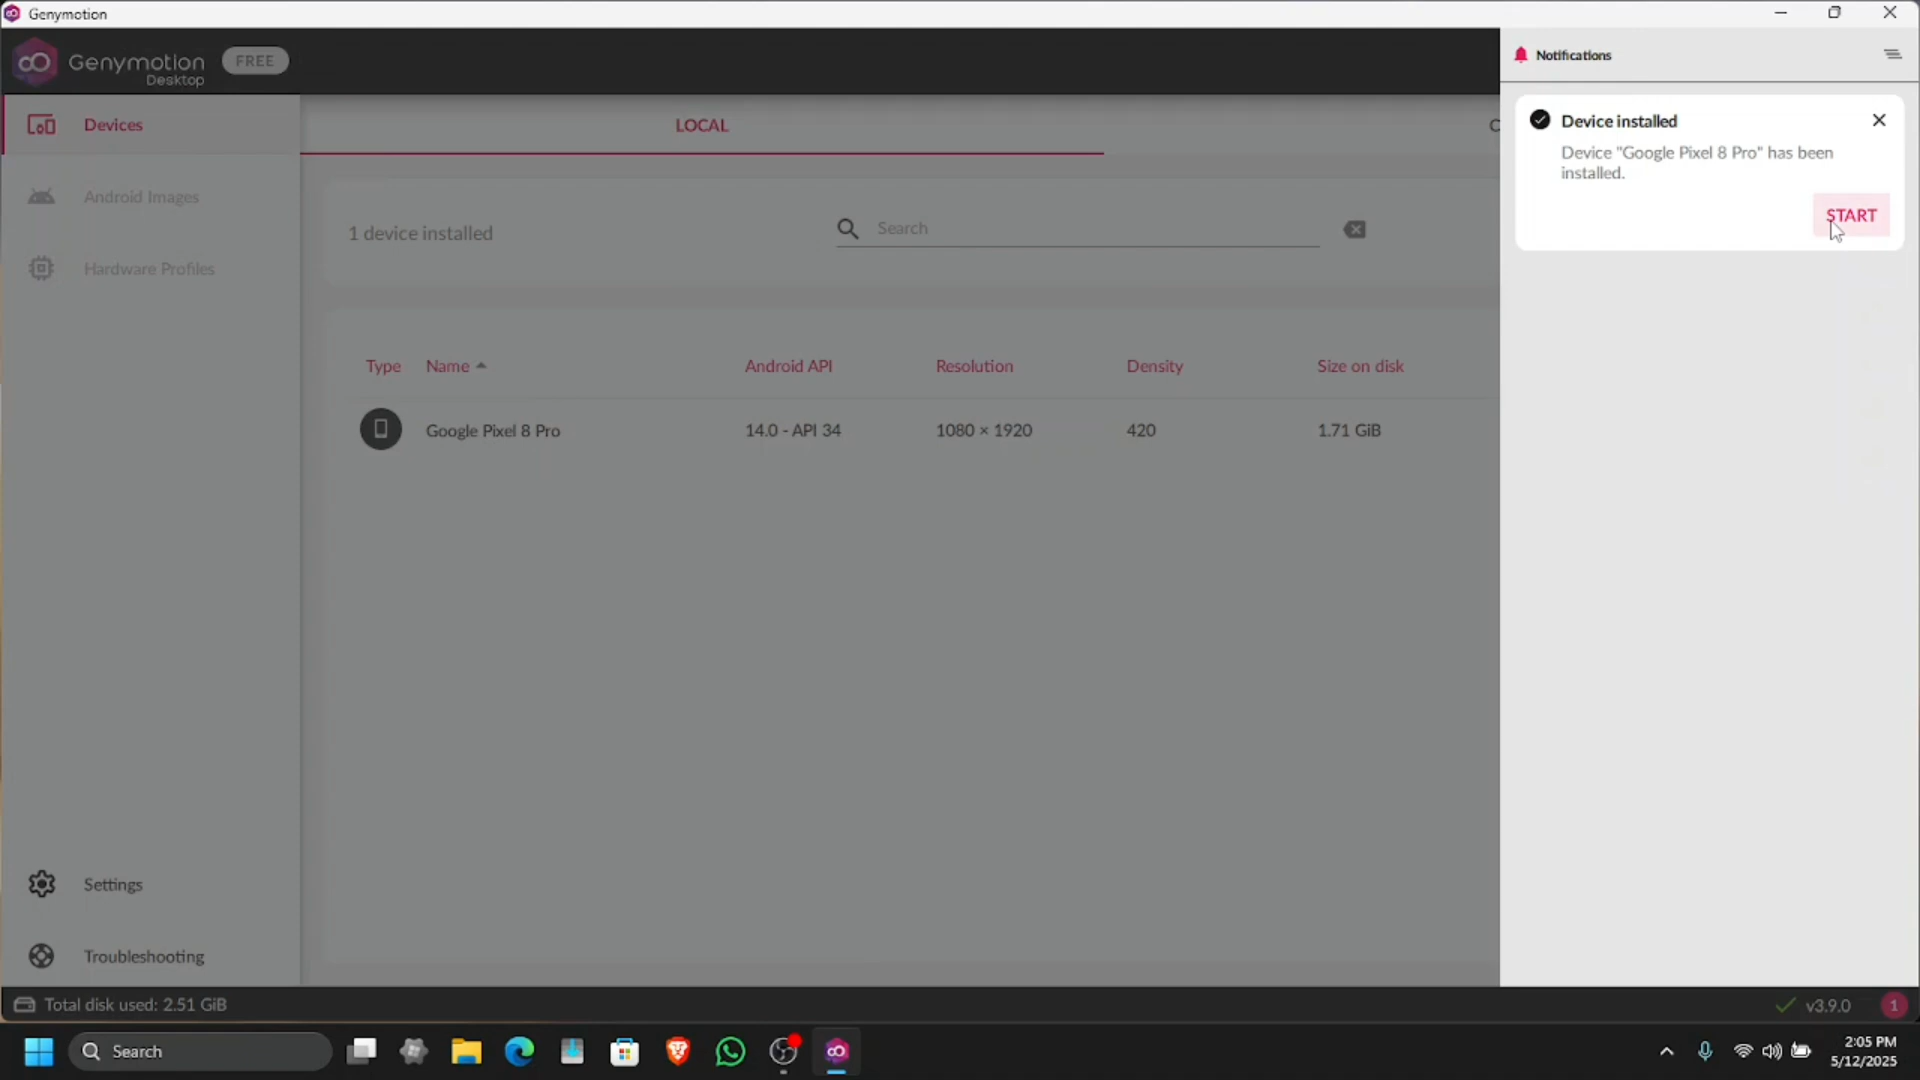 Genymotion
Genymotion
Desktop
FREE
Notifications
Devices
LOCAL
C
Device installed
Device "Google Pixel 8 Pro" has been
installed.
START
Android Images
Hardware Profiles
1 device installed
Search
Type Name Android API Resolution Density Size on disk
Google Pixel 8 Pro 14.0 - API 34 1080 × 1920 420 1.71 GiB
Settings
Troubleshooting
Total disk used: 2.51 GiB
v3.9.0
1
Search
2:05 PM
5/12/2025